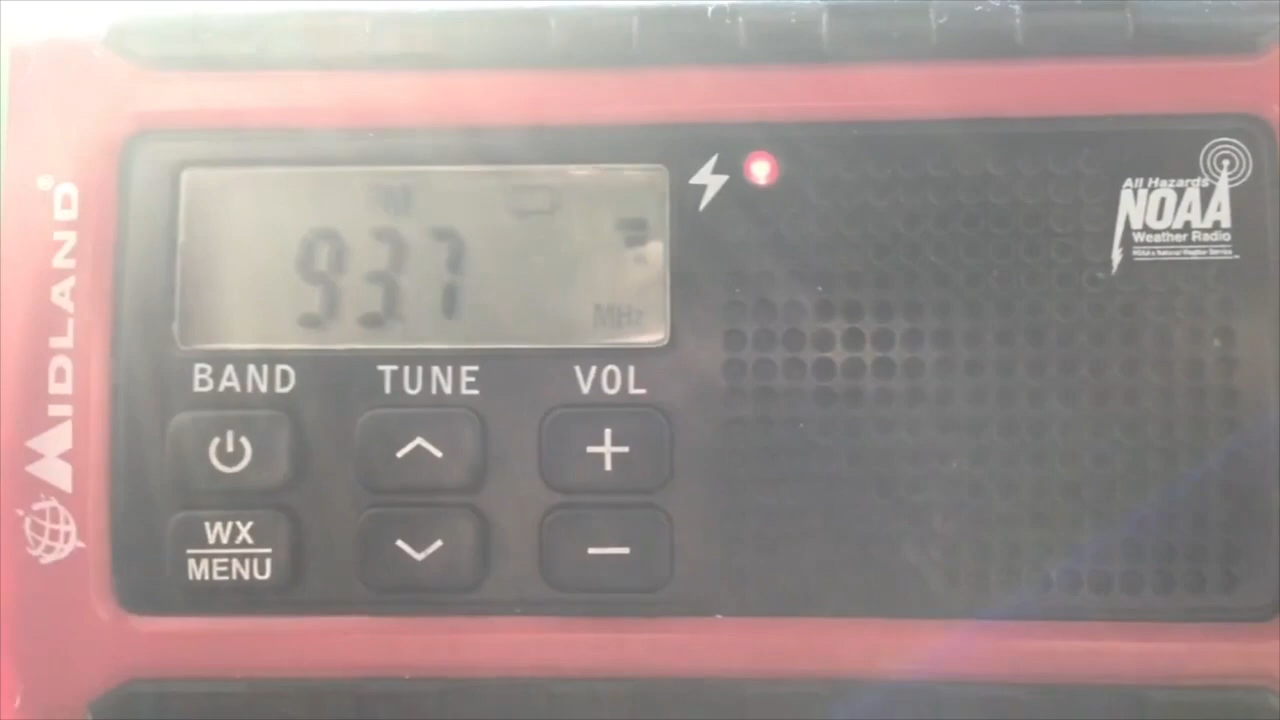 MIDLAND®
93.7
MHz
All Hazards
NOAA
Weather Radio
BAND TUNE VOL
WX
MENU